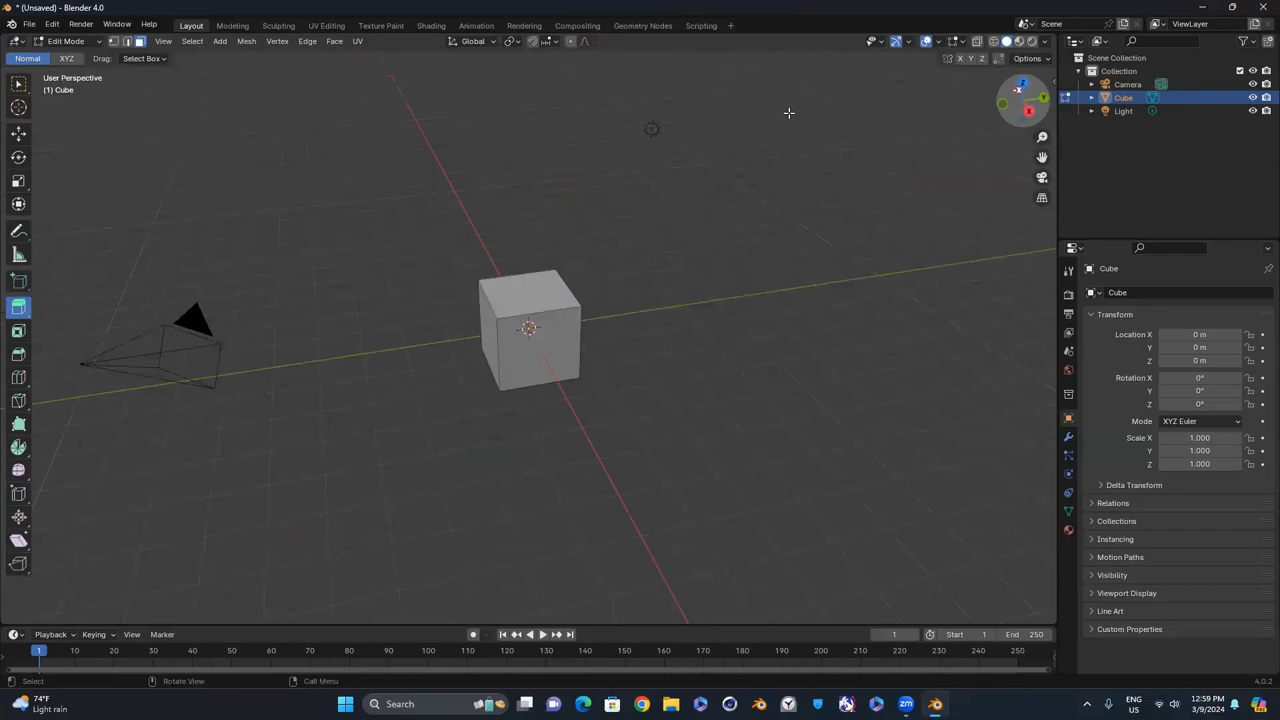 * (Unsaved) - Blender 4.0
File Edit Render Window Help Layout Modeling Sculpting UV Editing Texture Paint Shading Animation Rendering Compositing Geometry Nodes Scripting + Scene ViewLayer
Edit Mode View Select Add Mesh Vertex Edge Face UV Global
Normal XYZ Drag: Select Box X Y Z Options
User Perspective
(1) Cube
Z
Y
X
X
Scene Collection
Collection
Camera
Cube
Light
Cube
Cube
Transform
Location X 0 m
Y 0 m
Z 0 m
Rotation X 0°
Y 0°
Z 0°
Mode XYZ Euler
Scale X 1.000
Y 1.000
Z 1.000
Delta Transform
Relations
Collections
Instancing
Motion Paths
Visibility
Viewport Display
Line Art
Custom Properties
Playback Keying View Marker 1 Start 1 End 250
1 10 20 30 40 50 60 70 80 90 100 110 120 130 140 150 160 170 180 190 200 210 220 230 240 250
Select Rotate View Call Menu 4.0.2
74°F
Light rain
Search
zm
ENG
US
12:59 PM
3/9/2024